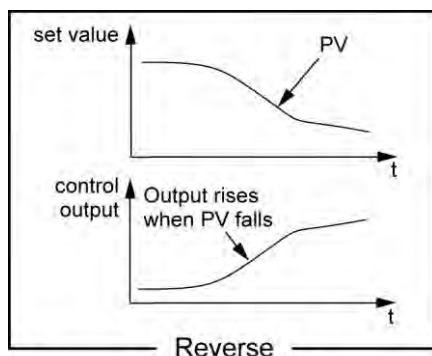 set value
PV
t
control
output
Output rises
when PV falls
t
Reverse